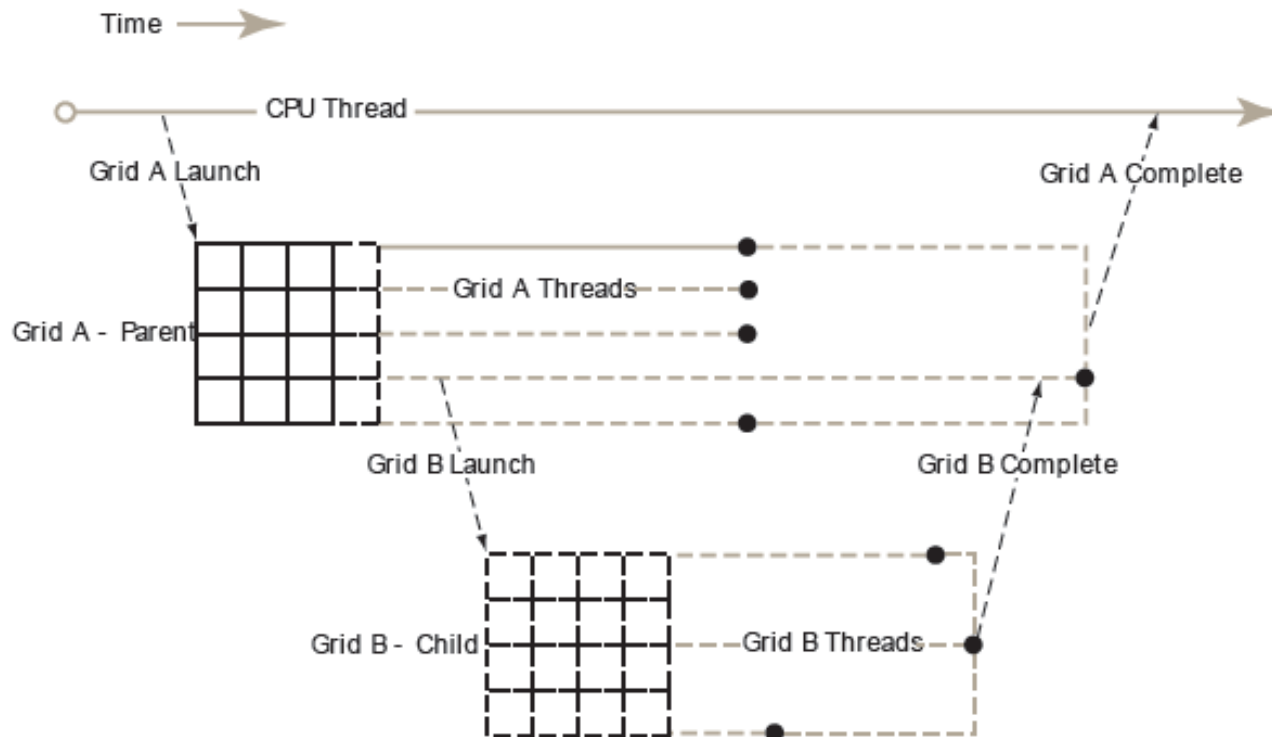 Time
CPU Thread
Grid A Launch
Grid A Complete
Grid A Threads
Grid A - Parent
Grid B Launch
Grid B Complete
Grid B - Child
Grid B Threads